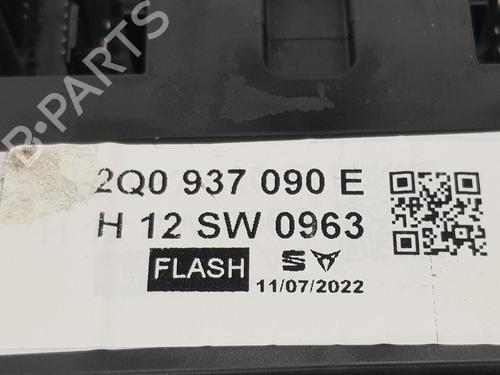 B-PARTS
2Q0 937 090 E
H 12 SW 0963
FLASH
11/07/2022